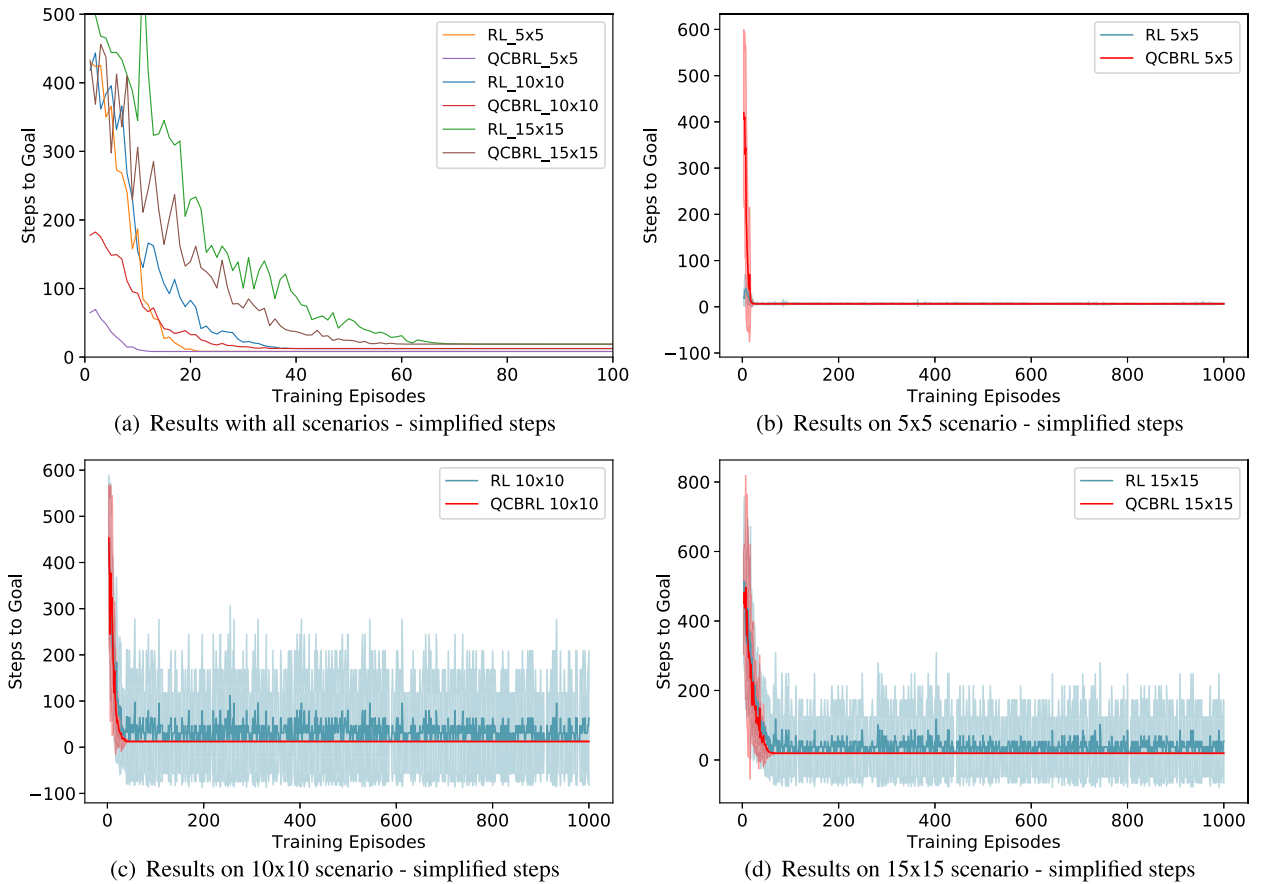 500
400
300
200
100
0
Steps to Goal
RL_5x5
QCBRL_5x5
RL_10x10
QCBRL_10x10
RL_15x15
QCBRL_15x15
0 20 40 60 80 100
Training Episodes
(a) Results with all scenarios - simplified steps
600
500
400
300
200
100
0
−100
Steps to Goal
RL 5x5
QCBRL 5x5
0 200 400 600 800 1000
Training Episodes
(b) Results on 5x5 scenario - simplified steps
600
500
400
300
200
100
0
−100
Steps to Goal
RL 10x10
QCBRL 10x10
0 200 400 600 800 1000
Training Episodes
(c) Results on 10x10 scenario - simplified steps
800
600
400
200
0
Steps to Goal
RL 15x15
QCBRL 15x15
0 200 400 600 800 1000
Training Episodes
(d) Results on 15x15 scenario - simplified steps